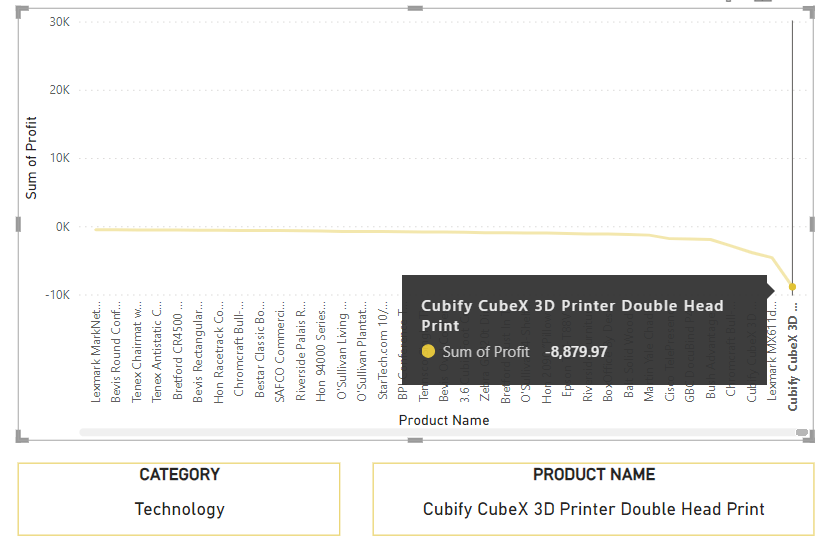 30K
20K
10K
0K
-10K
Sum of Profit
Cubify CubeX 3D Printer Double Head
Print
Sum of Profit -8,879.97
Lexmark MarkNet...
Bevis Round Conf...
Tenex Chairmat w...
Tenex Antistatic C...
Bretford CR4500 ...
Bevis Rectangular...
Hon Racetrack Co...
Chromcraft Bull-...
Bestar Classic Bo...
SAFCO Commerci...
Riverside Palais R...
Hon 94000 Series...
O'Sullivan Living ...
O'Sullivan Plantat...
StarTech.com 10/...
Lexmark MX611d...
Cubify CubeX 3D ...
Product Name
CATEGORY
Technology
PRODUCT NAME
Cubify CubeX 3D Printer Double Head Print